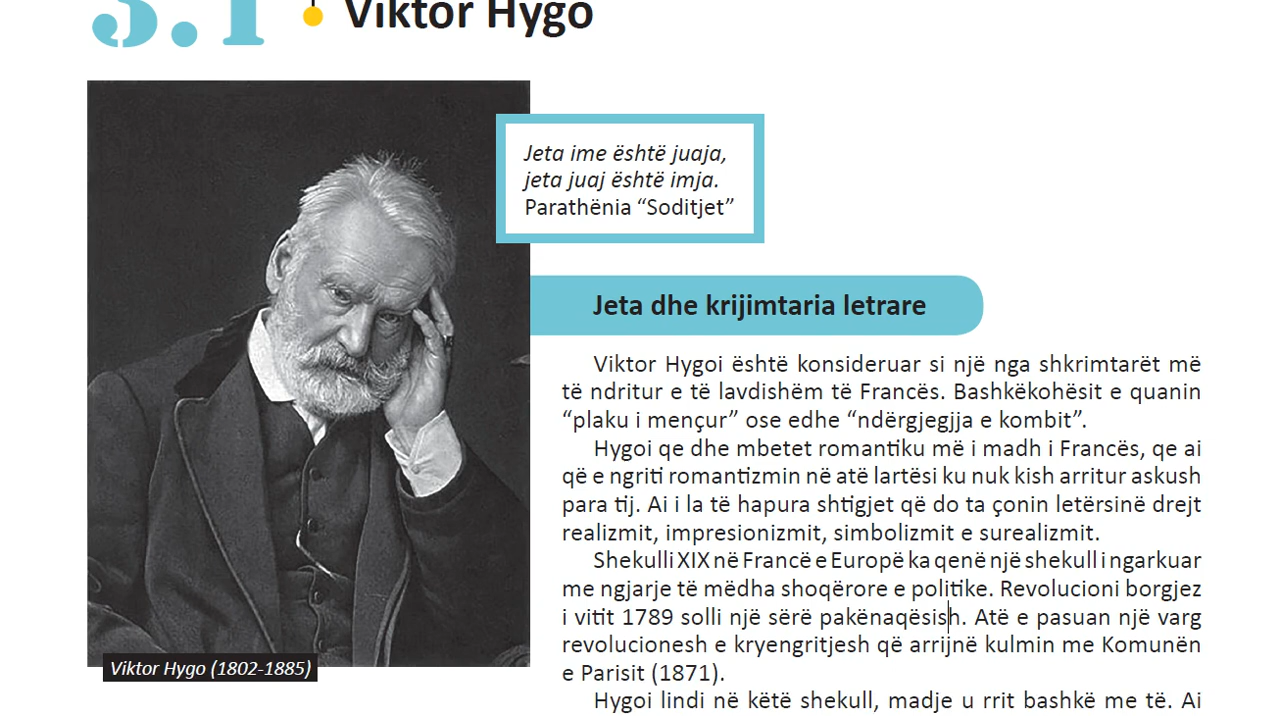 3.1
Viktor Hygo
Jeta ime është juaja,
jeta juaj është imja.
Parathënia “Soditjet”
Jeta dhe krijimtaria letrare
Viktor Hygoi është konsideruar si një nga shkrimtarët më
të ndritur e të lavdishëm të Francës. Bashkëkohësit e quanin
“plaku i mençur” ose edhe “ndërgjegjja e kombit”.
Hygoi qe dhe mbetet romantiku më i madh i Francës, qe ai
që e ngriti romantizmin në atë lartësi ku nuk kish arritur askush
para tij. Ai i la të hapura shtigjet që do ta çonin letërsinë drejt
realizmit, impresionizmit, simbolizmit e surealizmit.
Shekulli XIX në Francë e Europë ka qenë një shekull i ngarkuar
me ngjarje të mëdha shoqërore e politike. Revolucioni borgjez
i vitit 1789 solli një sërë pakënaqësish. Atë e pasuan një varg
revolucionesh e kryengritjesh që arrijnë kulmin me Komunën
e Parisit (1871).
Hygoi lindi në këtë shekull, madje u rrit bashkë me të. Ai
Viktor Hygo (1802-1885)